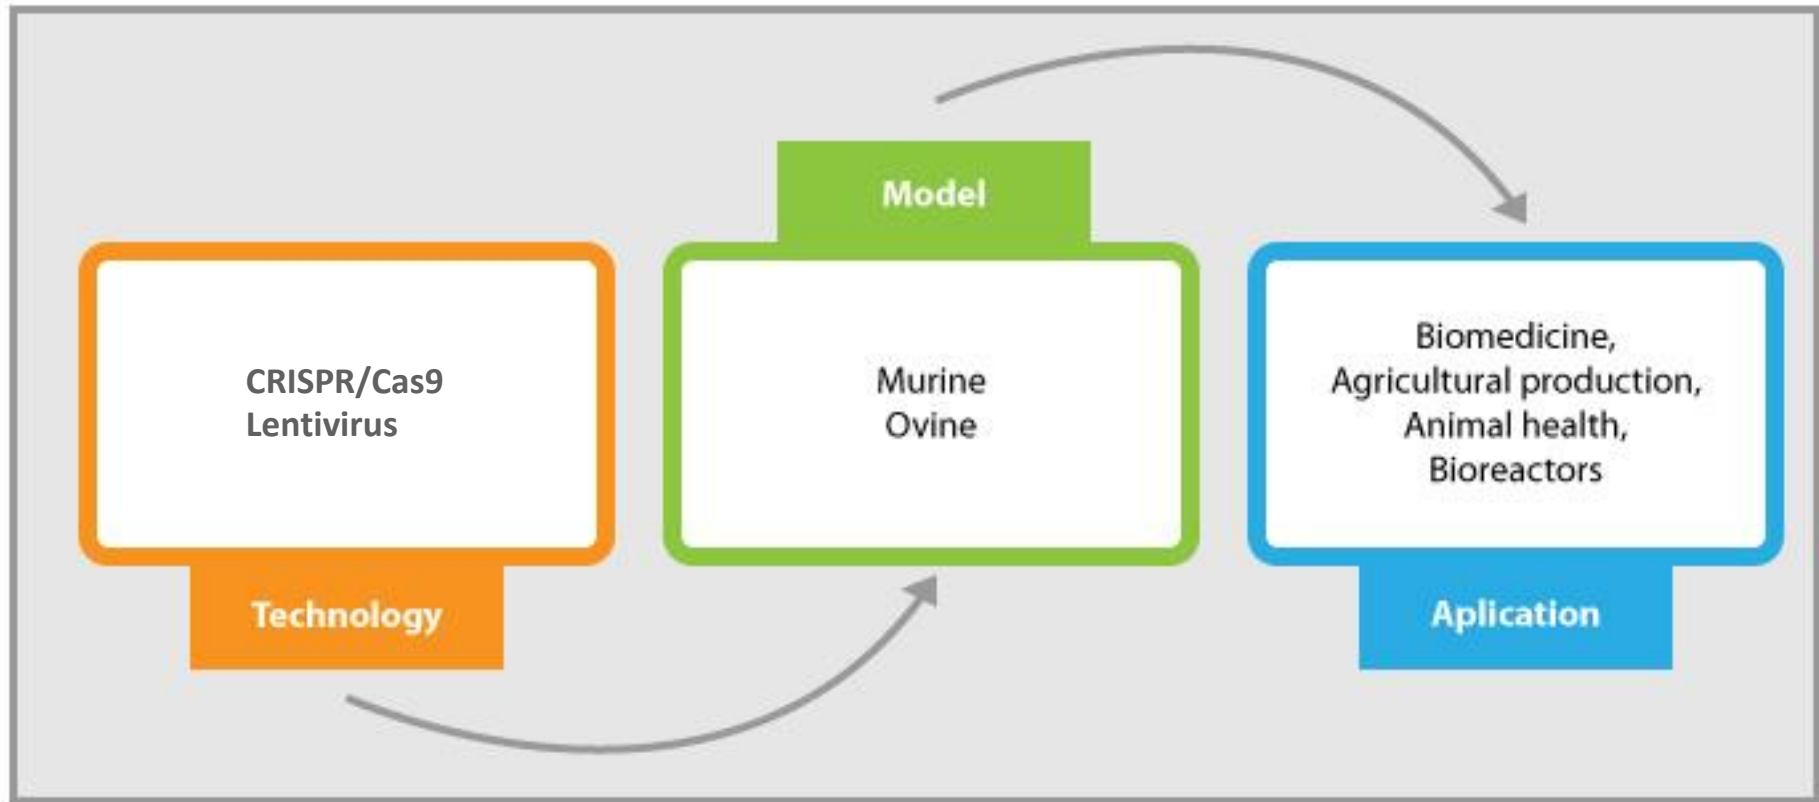 Technology
CRISPR/Cas9
Lentivirus
Model
Murine
Ovine
Biomedicine,
Agricultural production,
Animal health,
Bioreactors
Aplication